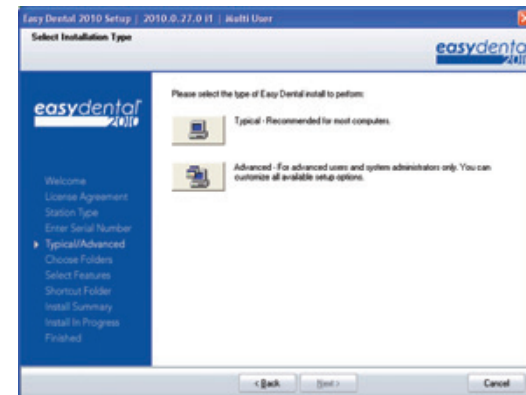 Easy Dental 2010 Setup | 2010.0.27.0 i1 | Multi User
Select Installation Type
easydental
2010
easydental
2010
Please select the type of Easy Dental install to perform:
Typical - Recommended for most computers.
Advanced - For advanced users and system administrators only. You can
customize all available setup options.
Welcome
License Agreement
Station Type
Enter Serial Number
Typical/Advanced
Choose Folders
Select Features
Shortcut Folder
Install Summary
Install In Progress
Finished
< Back
Next >
Cancel